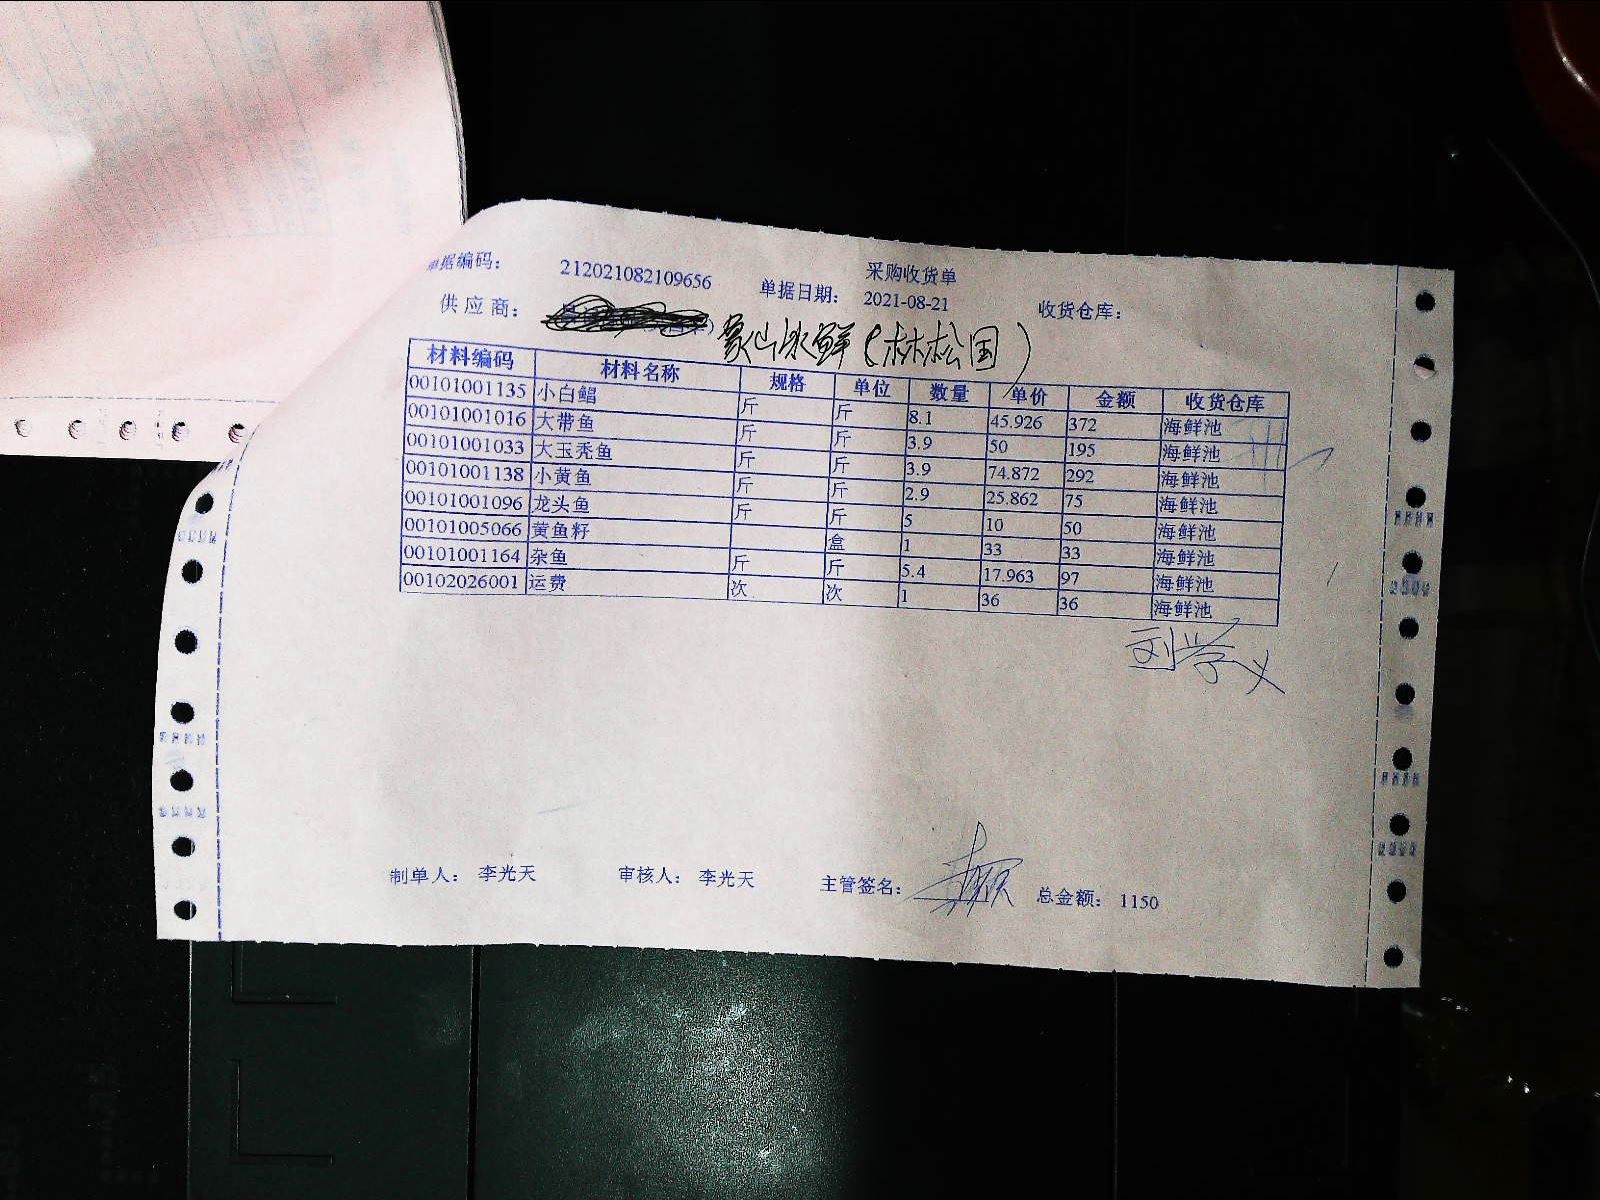 采购收货单
单据编码： 212021082109656 单据日期： 2021-08-21 收货仓库：
供应商： 象山冰鲜(林松国)
材料编码 材料名称 规格 单位 数量 单价 金额 收货仓库
00101001135 小白鲳 斤 斤 8.1 45.926 372 海鲜池
00101001016 大带鱼 斤 斤 3.9 50 195 海鲜池
00101001033 大玉秃鱼 斤 斤 3.9 74.872 292 海鲜池
00101001138 小黄鱼 斤 斤 2.9 25.862 75 海鲜池
00101001096 龙头鱼 斤 斤 5 10 50 海鲜池
00101005066 黄鱼籽 盒 1 33 33 海鲜池
00101001164 杂鱼 斤 斤 5.4 17.963 97 海鲜池
00102026001 运费 次 次 1 36 36 海鲜池
刘学义
制单人： 李光天 审核人： 李光天 主管签名： 总金额： 1150